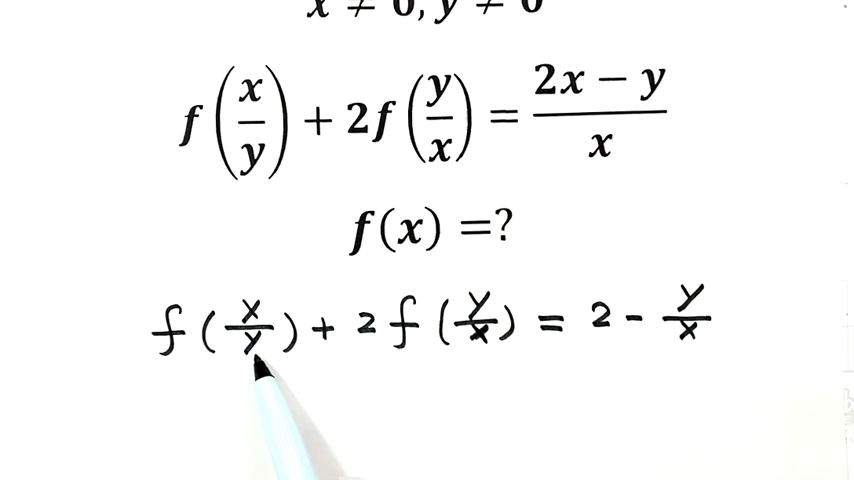 x ≠ 0, y ≠ 0
f(x/y) + 2f(y/x) = (2x − y)/x
f(x) =?
f(x/y) + 2f(y/x) = 2 - y/x